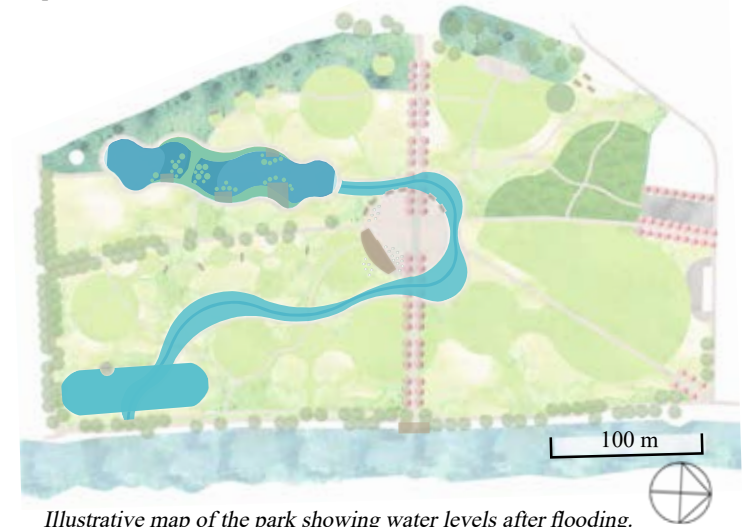 100 m
Illustrative map of the park showing water levels after flooding.